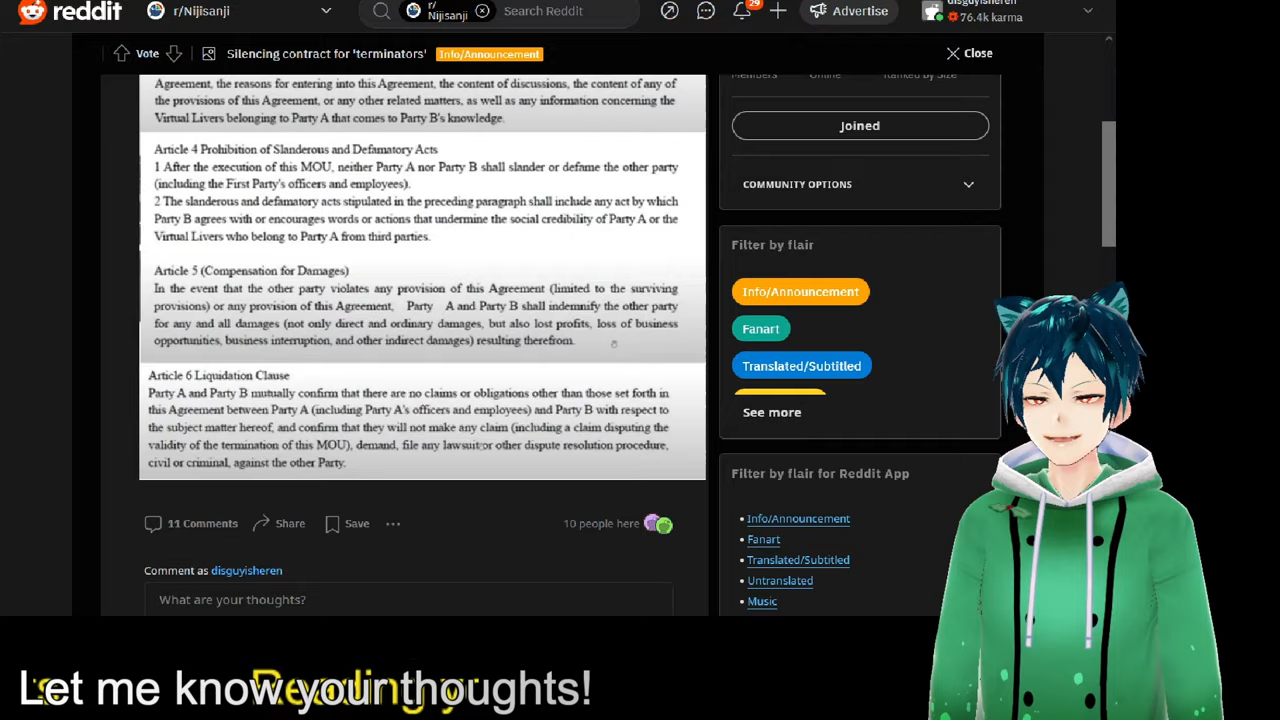 reddit
r/Nijisanji
r/
Nijisanji
Search Reddit
29
Advertise
disguyisheren
76.4k karma
Vote
Silencing contract for 'terminators'
Info/Announcement
Close
Agreement, the reasons for entering into this Agreement, the content of discussions, the content of any of
the provisions of this Agreement, or any other related matters, as well as any information concerning the
Virtual Livers belonging to Party A that comes to Party B's knowledge.
Article 4 Prohibition of Slanderous and Defamatory Acts
1 After the execution of this MOU, neither Party A nor Party B shall slander or defame the other party
(including the First Party's officers and employees).
2 The slanderous and defamatory acts stipulated in the preceding paragraph shall include any act by which
Party B agrees with or encourages words or actions that undermine the social credibility of Party A or the
Virtual Livers who belong to Party A from third parties.
Article 5 (Compensation for Damages)
In the event that the other party violates any provision of this Agreement (limited to the surviving
provisions) or any provision of this Agreement, Party A and Party B shall indemnify the other party
for any and all damages (not only direct and ordinary damages, but also lost profits, loss of business
opportunities, business interruption, and other indirect damages) resulting therefrom.
Article 6 Liquidation Clause
Party A and Party B mutually confirm that there are no claims or obligations other than those set forth in
this Agreement between Party A (including Party A's officers and employees) and Party B with respect to
the subject matter hereof, and confirm that they will not make any claim (including a claim disputing the
validity of the termination of this MOU), demand, file any lawsuit or other dispute resolution procedure,
civil or criminal, against the other Party.
11 Comments
Share
Save
10 people here
Comment as disguyisheren
What are your thoughts?
Members
Online
Ranked by Size
Joined
COMMUNITY OPTIONS
Filter by flair
Info/Announcement
Fanart
Translated/Subtitled
See more
Filter by flair for Reddit App
Info/Announcement
Fanart
Translated/Subtitled
Untranslated
Music
Let me know your thoughts!